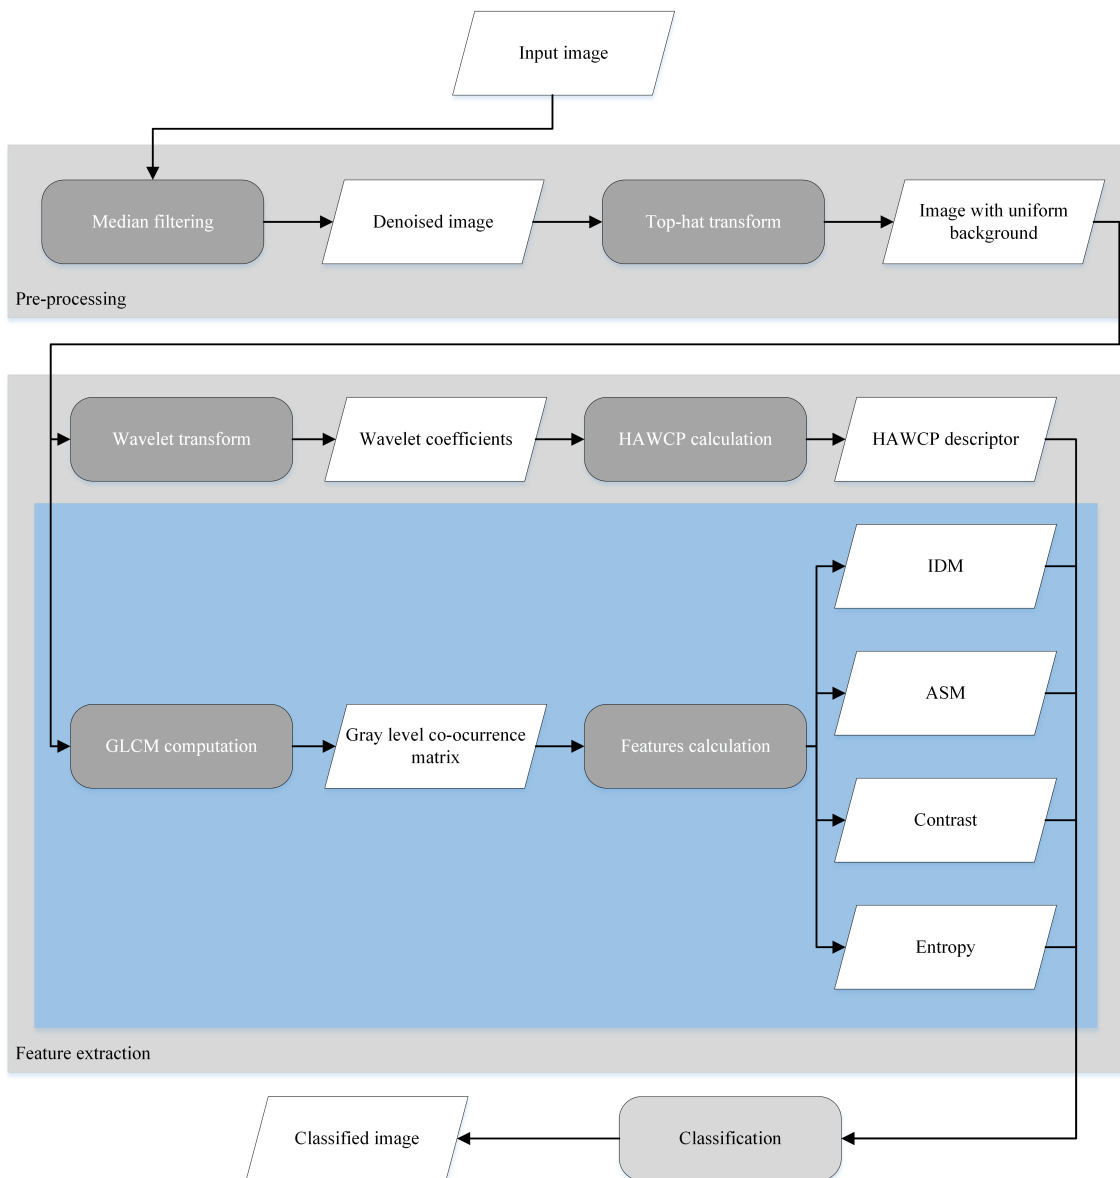 Input image
Median filtering
Denoised image
Top-hat transform
Image with uniform
background
Pre-processing
Wavelet transform
Wavelet coefficients
HAWCP calculation
HAWCP descriptor
IDM
ASM
GLCM computation
Gray level co-ocurrence
matrix
Features calculation
Contrast
Entropy
Feature extraction
Classified image
Classification